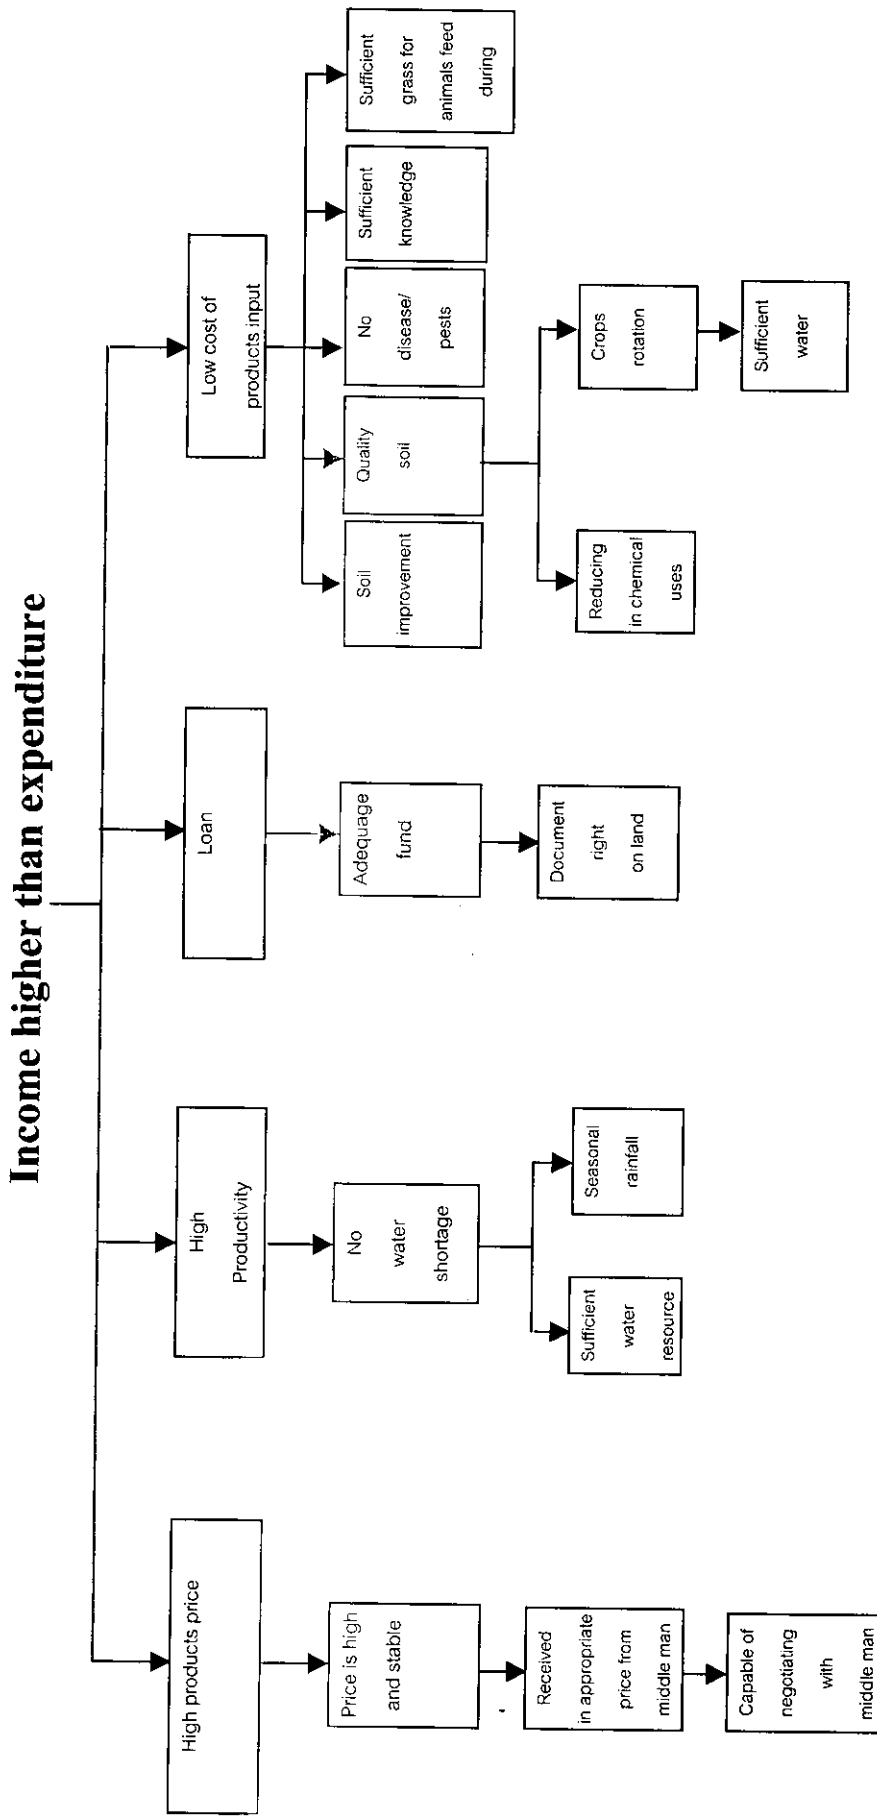 Income higher than expenditure
High products price
High
Productivity
Loan
Low cost of
products input
Price is high
and stable
No
water
shortage
Adequage
fund
Soil
improvement
Quality
soil
No
disease/
pests
Sufficient
knowledge
Sufficient
grass for
animals feed
during
Received
in appropriate
price from
middle man
Sufficient
water
resource
Seasonal
rainfall
Document
right
on land
Reducing
in chemical
uses
Crops
rotation
Capable of
negotiating
with
middle man
Sufficient
water